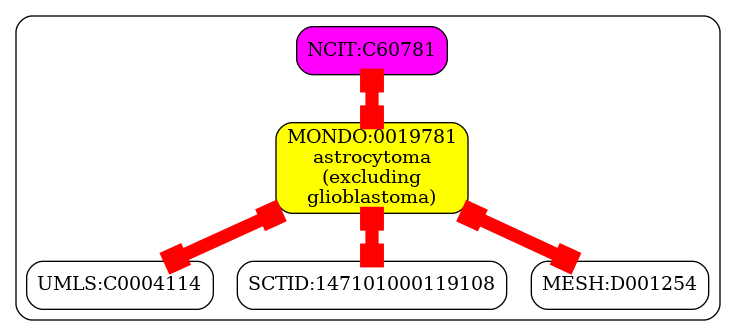 NCIT:C60781
MONDO:0019781
astrocytoma
(excluding
glioblastoma)
UMLS:C0004114
SCTID:147101000119108
MESH:D001254